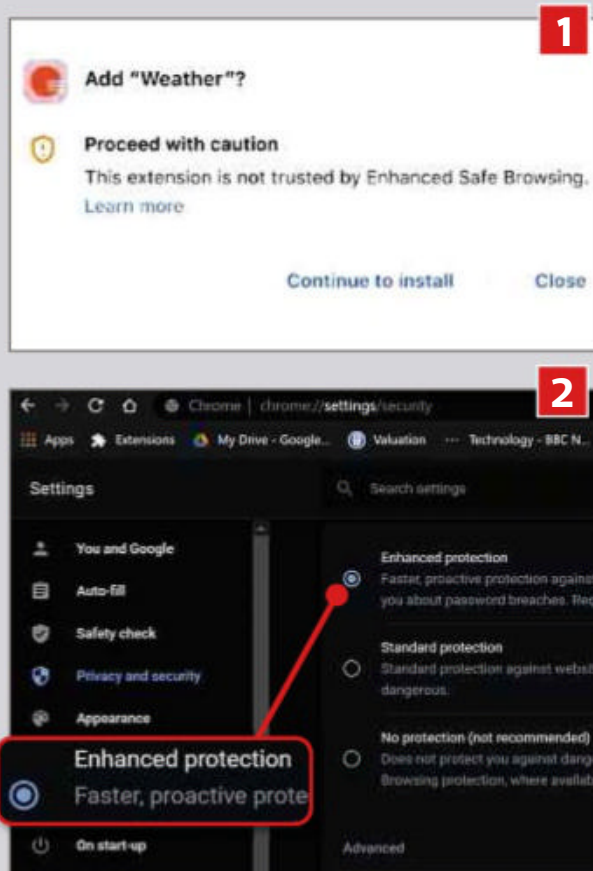 1
Add "Weather"?
Proceed with caution
This extension is not trusted by Enhanced Safe Browsing.
Learn more
Continue to install Close
2
Chrome | chrome://settings/security
Apps Extensions My Drive - Google... Valuation Technology - BBC N...
Settings
Search settings
You and Google
Auto-fill
Safety check
Privacy and security
Appearance
Enhanced protection
Faster, proactive protection against
you about password breaches.
Standard protection
Standard protection against
dangerous.
No protection (not recommended)
Does not protect you against
Browsing protection, where
Enhanced protection
Faster, proactive prote
On start-up
Advanced